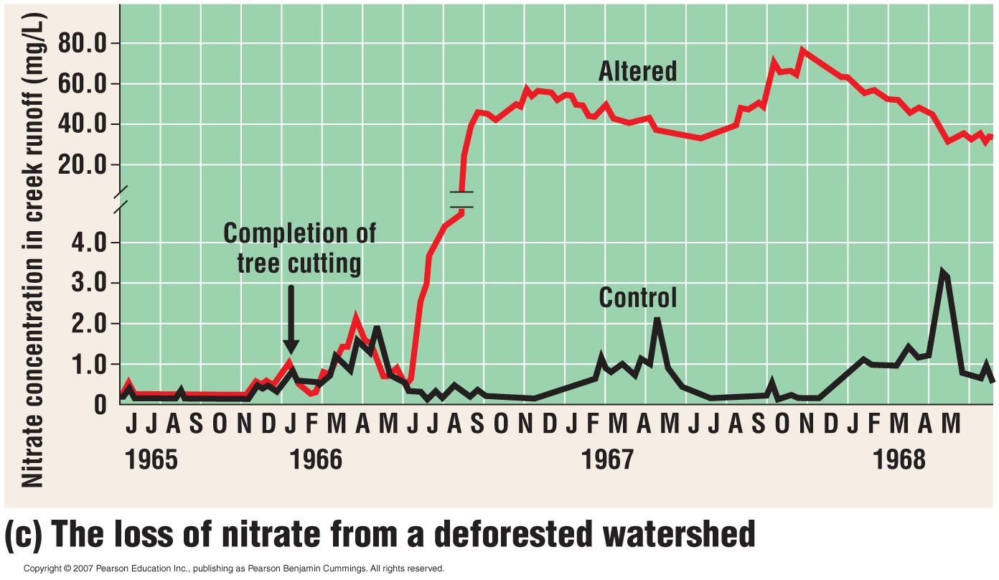 Nitrate concentration in creek runoff (mg/L)
80.0
60.0
40.0
20.0
4.0
3.0
2.0
1.0
0
Altered
Completion of
tree cutting
Control
J J A S O N D J F M A M J J A S O N D J F M A M J J A S O N D J F M A M
1965 1966 1967 1968
(c) The loss of nitrate from a deforested watershed
Copyright © 2007 Pearson Education Inc., publishing as Pearson Benjamin Cummings. All rights reserved.